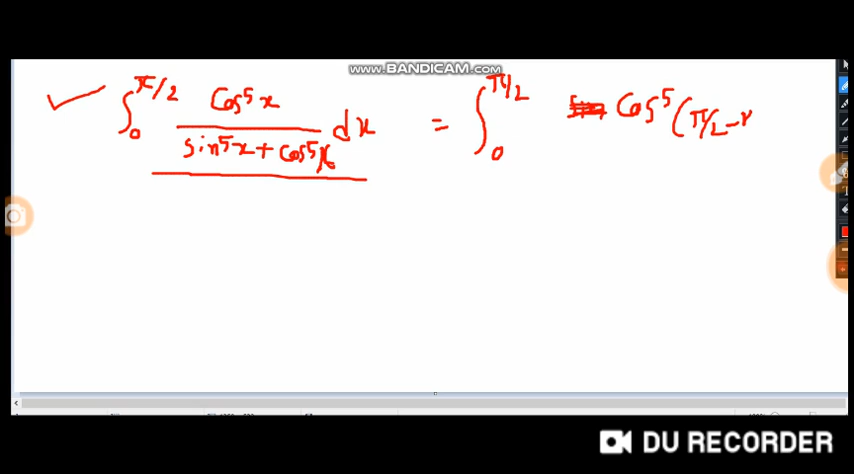 WWW.BANDICAM.COM
✓ ∫₀^π/2 Cos⁵x / (sin⁵x + Cos⁵x) dx = ∫₀^π/2 Cos⁵(π/2 -x
DU RECORDER